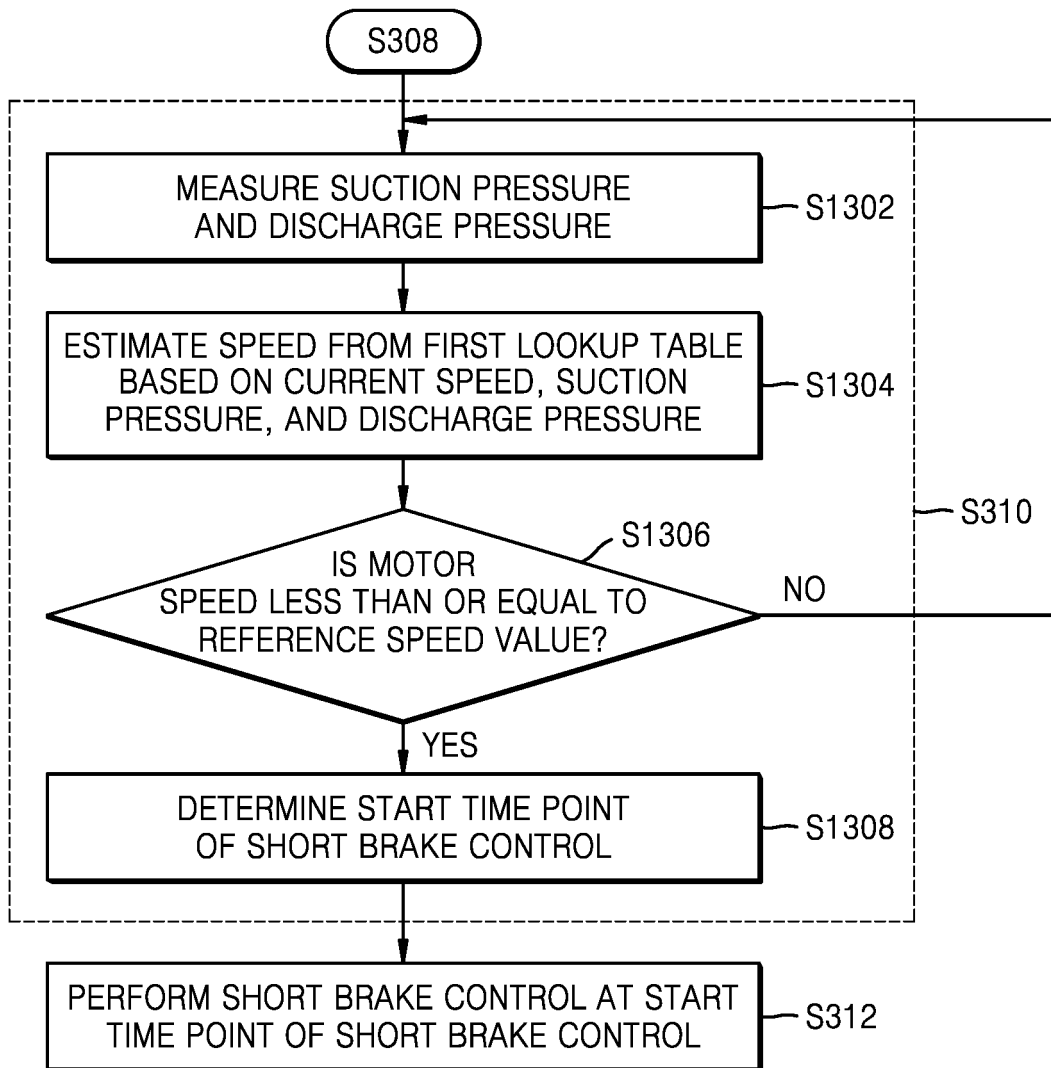 S308
MEASURE SUCTION PRESSURE
AND DISCHARGE PRESSURE
S1302
ESTIMATE SPEED FROM FIRST LOOKUP TABLE
BASED ON CURRENT SPEED, SUCTION
PRESSURE, AND DISCHARGE PRESSURE
S1304
S310
S1306
IS MOTOR
SPEED LESS THAN OR EQUAL TO
REFERENCE SPEED VALUE?
NO
YES
DETERMINE START TIME POINT
OF SHORT BRAKE CONTROL
S1308
PERFORM SHORT BRAKE CONTROL AT START
TIME POINT OF SHORT BRAKE CONTROL
S312